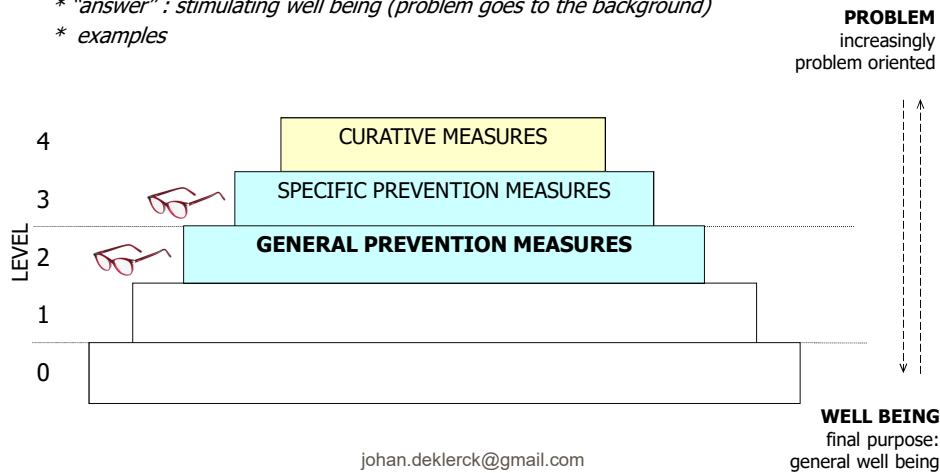 * "answer" : stimulating well being (problem goes to the background)
* examples
PROBLEM
increasingly
problem oriented
4
CURATIVE MEASURES
3
SPECIFIC PREVENTION MEASURES
LEVEL
2
GENERAL PREVENTION MEASURES
1
0
WELL BEING
final purpose:
general well being
johan.deklerck@gmail.com